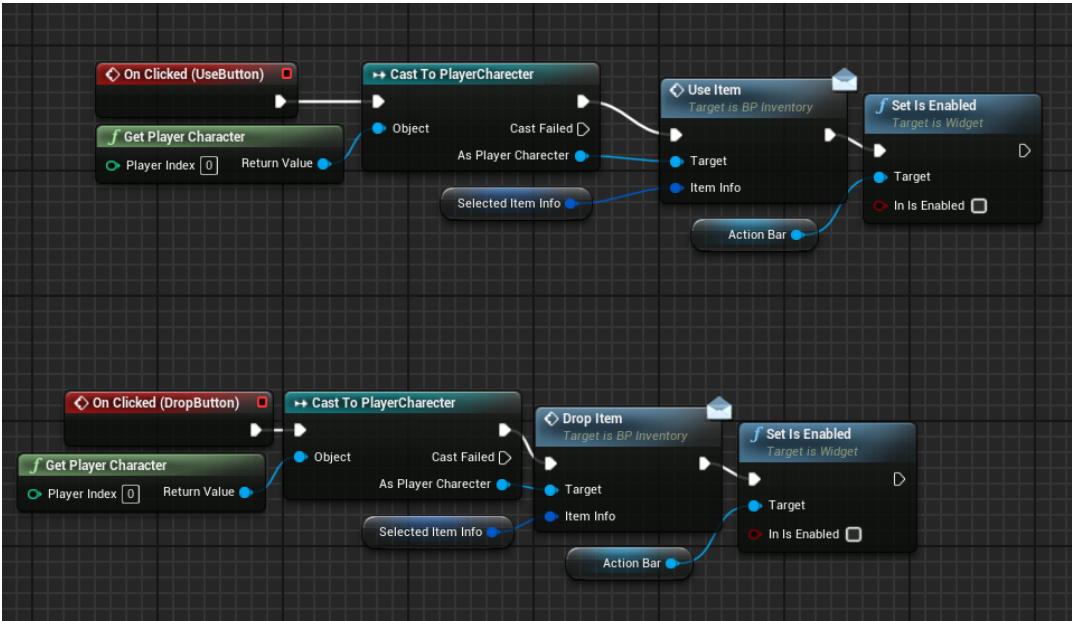 On Clicked (UseButton)
Cast To PlayerCharecter
Use Item
Target is BP Inventory
Set Is Enabled
Target is Widget
f Get Player Character
Object
Cast Failed
Player Index 0
Return Value
As Player Charecter
Target
Item Info
Target
In Is Enabled
Selected Item Info
Action Bar
On Clicked (DropButton)
Cast To PlayerCharecter
Drop Item
Target is BP Inventory
f Set Is Enabled
Target is Widget
f Get Player Character
Object
Cast Failed
Player Index 0
Return Value
As Player Charecter
Target
Item Info
Target
In Is Enabled
Selected Item Info
Action Bar